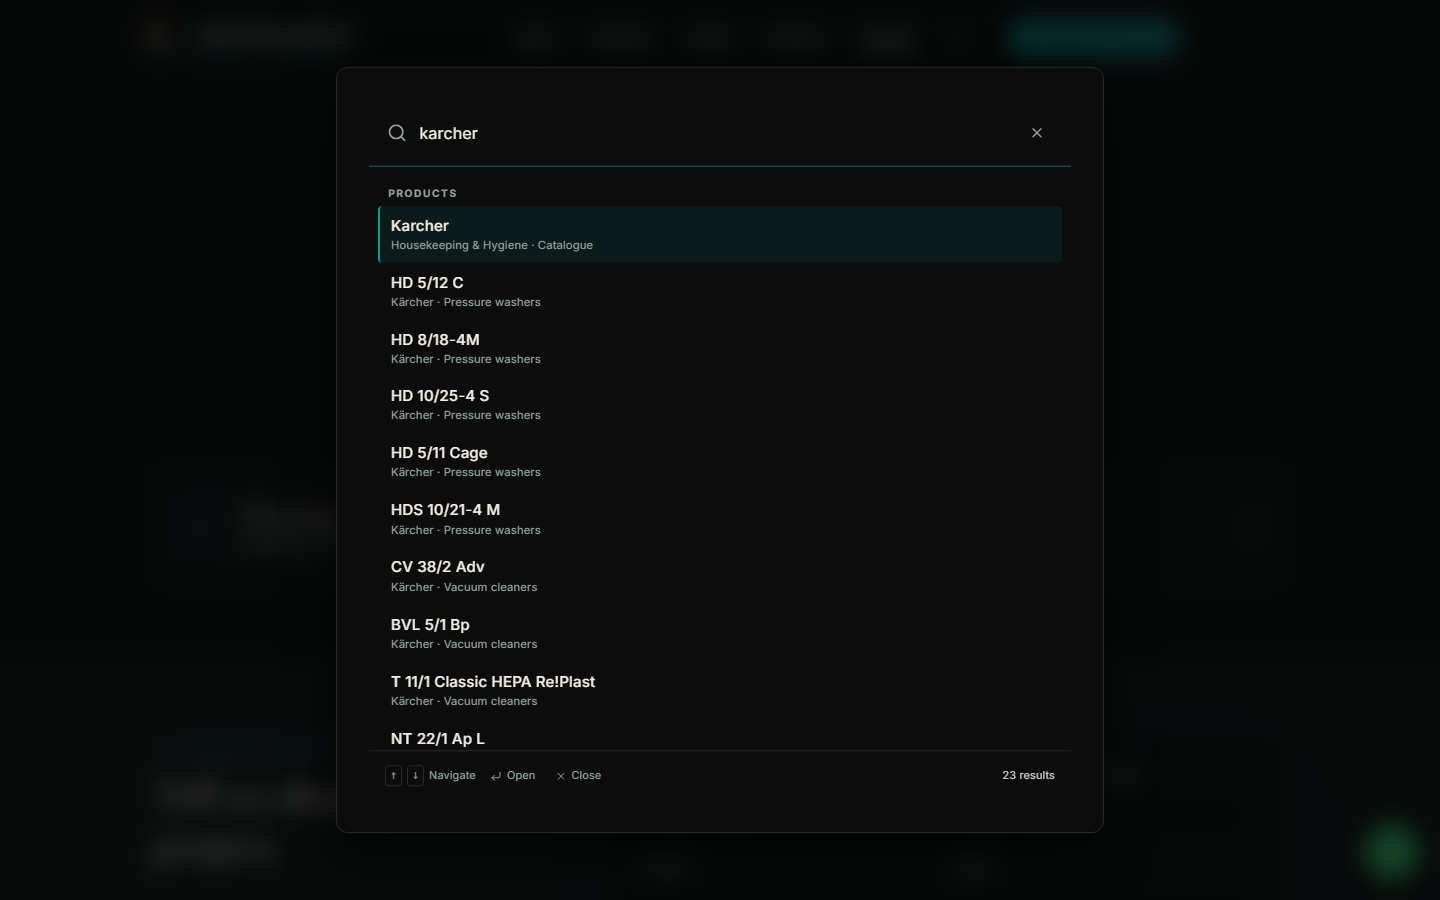 karcher
PRODUCTS
Karcher
Housekeeping & Hygiene · Catalogue
HD 5/12 C
Kärcher · Pressure washers
HD 8/18-4M
Kärcher · Pressure washers
HD 10/25-4 S
Kärcher · Pressure washers
HD 5/11 Cage
Kärcher · Pressure washers
HDS 10/21-4 M
Kärcher · Pressure washers
CV 38/2 Adv
Kärcher · Vacuum cleaners
BVL 5/1 Bp
Kärcher · Vacuum cleaners
T 11/1 Classic HEPA Re!Plast
Kärcher · Vacuum cleaners
NT 22/1 Ap L
↑ ↓ Navigate Open Close 23 results